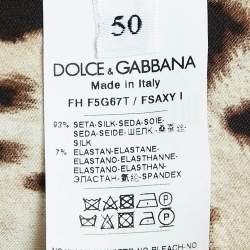 50
DOLCE & GABBANA
Made in Italy
FH F5G67T / FSAXY I
93% SETA-SILK-SEDA-SOIE-
SEDA-SEIDE-ШЕЛК-
SILK
7% ELASTAN-ELASTANE-
ELASTANO-ELASTHANNE-
ELASTANO-ELASTHAN-
ЭЛАСТАН-SPANDEX
P